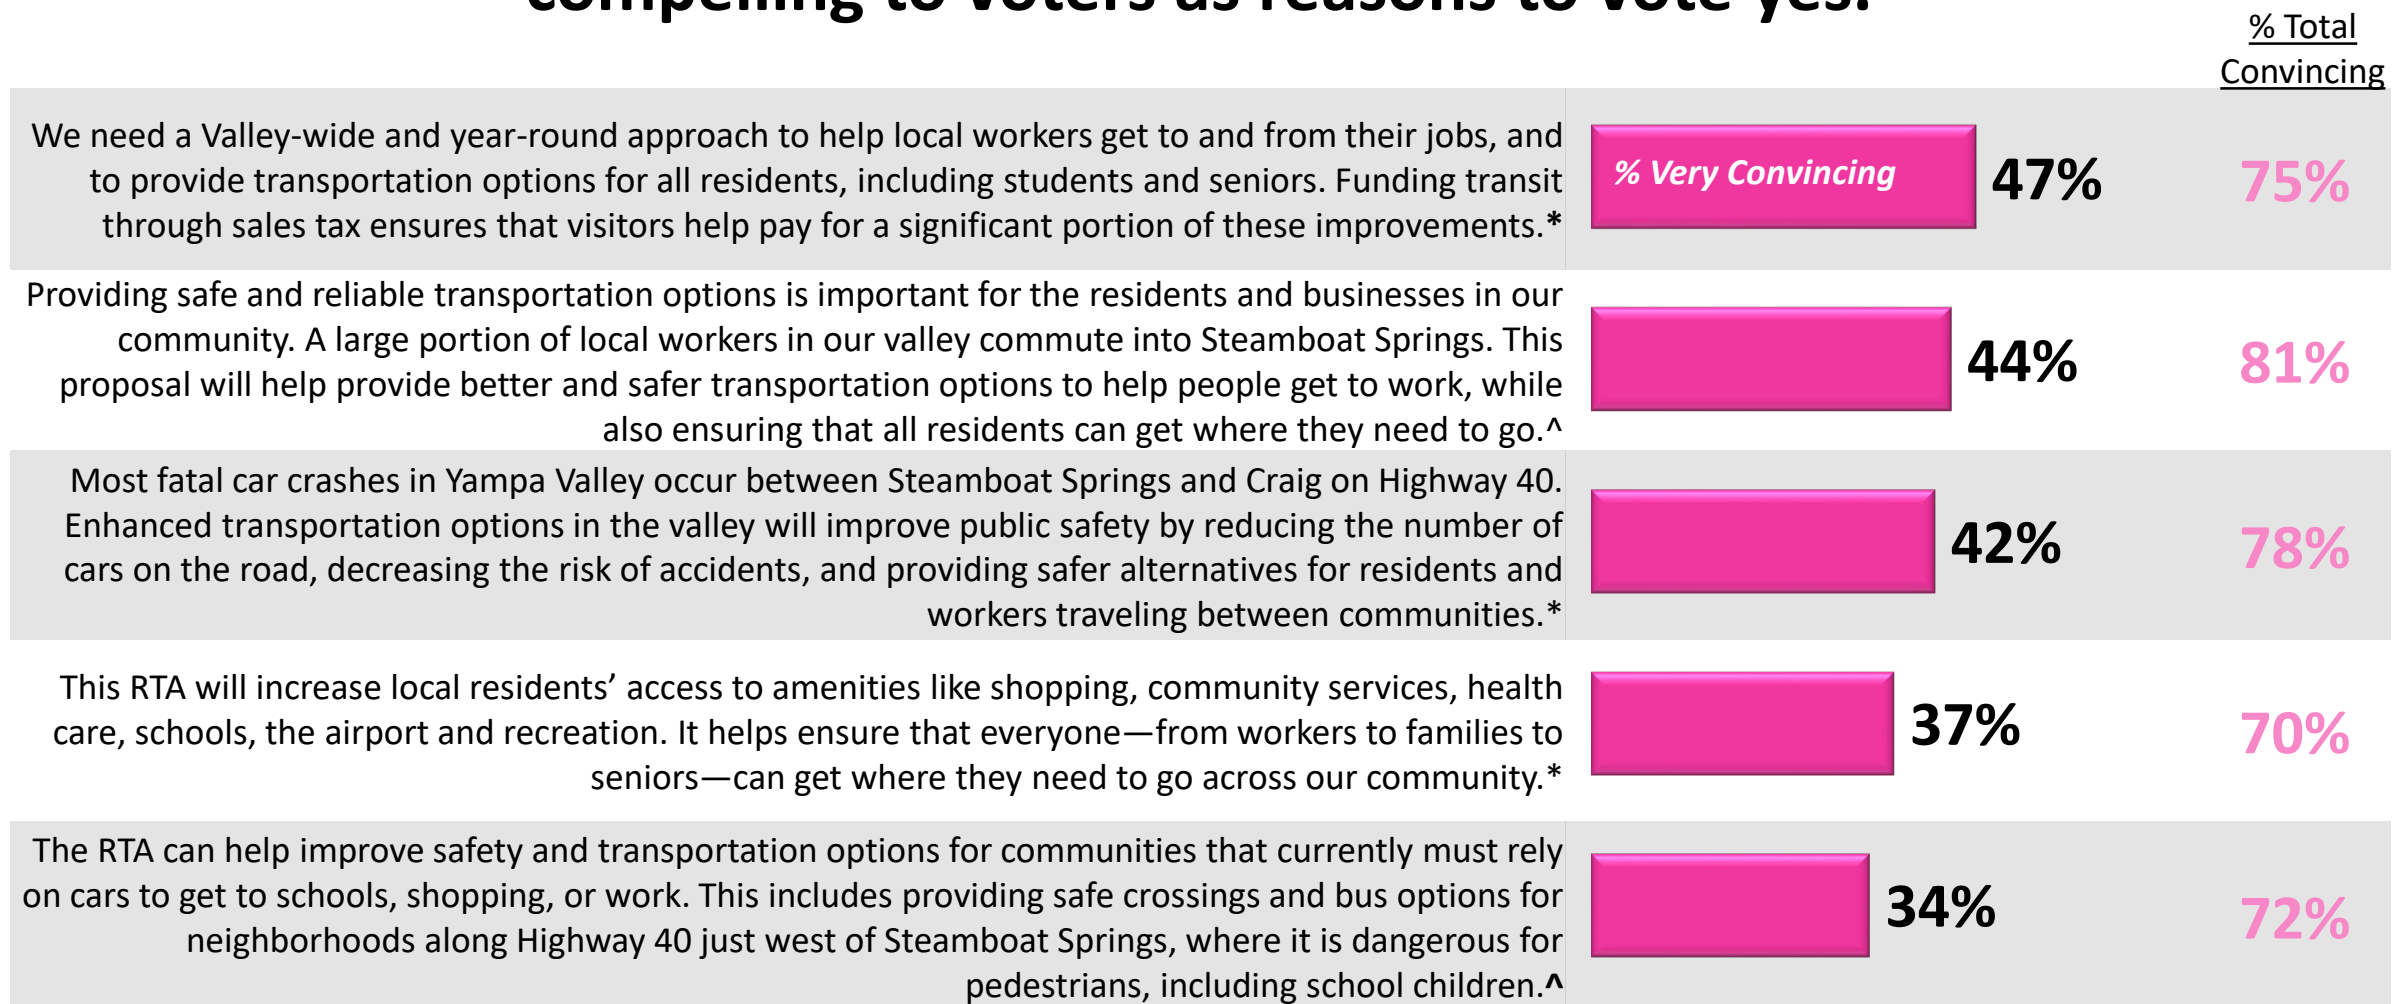 compelling to voters as reasons to vote yes.
% Total
Convincing
We need a Valley-wide and year-round approach to help local workers get to and from their jobs, and
to provide transportation options for all residents, including students and seniors. Funding transit
through sales tax ensures that visitors help pay for a significant portion of these improvements.*
% Very Convincing
47%
75%
Providing safe and reliable transportation options is important for the residents and businesses in our
community. A large portion of local workers in our valley commute into Steamboat Springs. This
proposal will help provide better and safer transportation options to help people get to work, while
also ensuring that all residents can get where they need to go.^
44%
81%
Most fatal car crashes in Yampa Valley occur between Steamboat Springs and Craig on Highway 40.
Enhanced transportation options in the valley will improve public safety by reducing the number of
cars on the road, decreasing the risk of accidents, and providing safer alternatives for residents and
workers traveling between communities.*
42%
78%
This RTA will increase local residents’ access to amenities like shopping, community services, health
care, schools, the airport and recreation. It helps ensure that everyone—from workers to families to
seniors—can get where they need to go across our community.*
37%
70%
The RTA can help improve safety and transportation options for communities that currently must rely
on cars to get to schools, shopping, or work. This includes providing safe crossings and bus options for
neighborhoods along Highway 40 just west of Steamboat Springs, where it is dangerous for
pedestrians, including school children.^
34%
72%